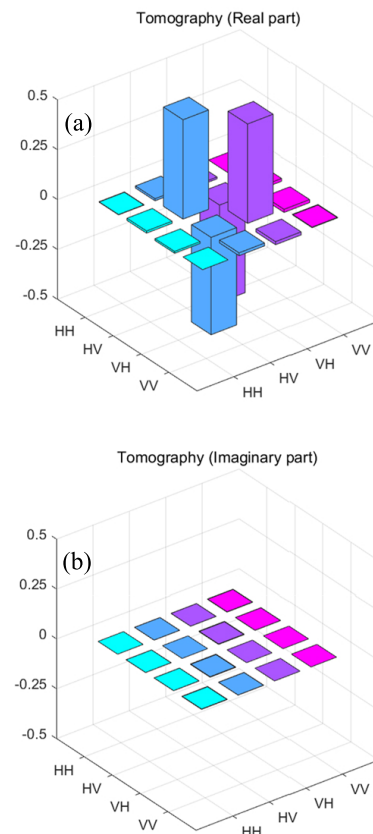 Tomography (Real part)
0.5
(a)
0.25
0
-0.25
-0.5
HH
HV
VH
VV
HH
HV
VH
VV
Tomography (Imaginary part)
0.5
(b)
0.25
0
-0.25
-0.5
HH
HV
VH
VV
HH
HV
VH
VV